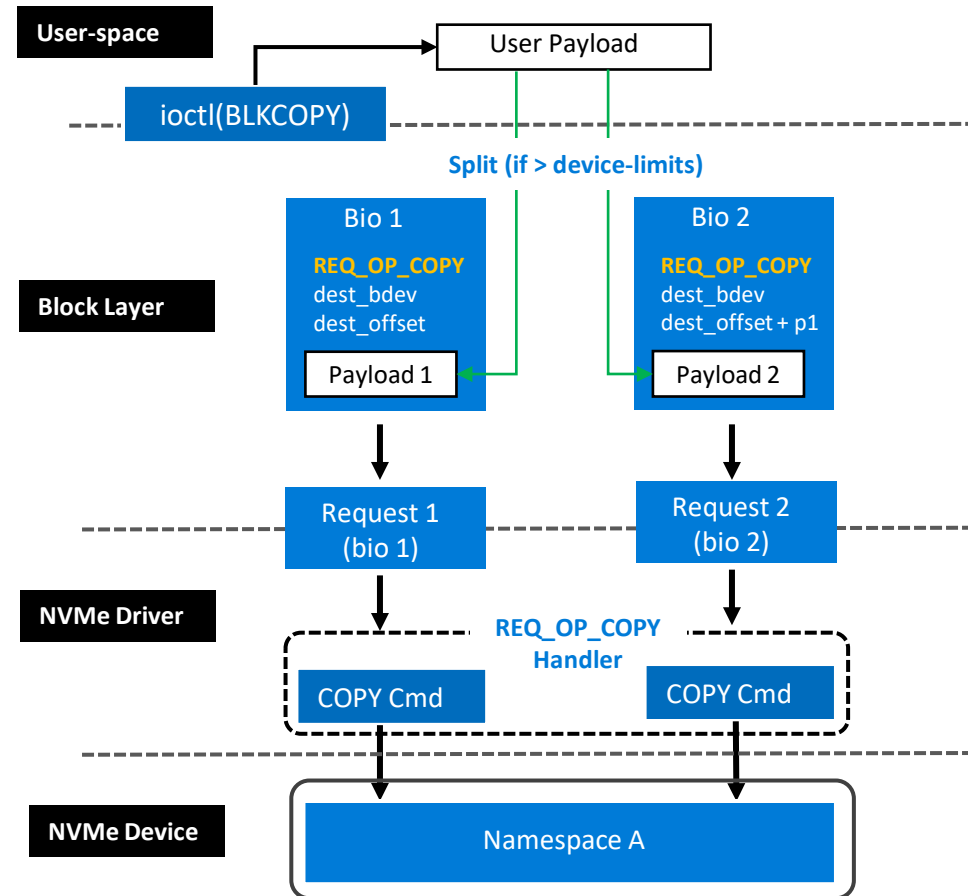 User-space
User Payload
ioctl(BLKCOPY)
Split (if > device-limits)
Block Layer
Bio 1
REQ_OP_COPY
dest_bdev
dest_offset
Payload 1
Bio 2
REQ_OP_COPY
dest_bdev
dest_offset + p1
Payload 2
Request 1
(bio 1)
Request 2
(bio 2)
NVMe Driver
REQ_OP_COPY
Handler
COPY Cmd
COPY Cmd
NVMe Device
Namespace A